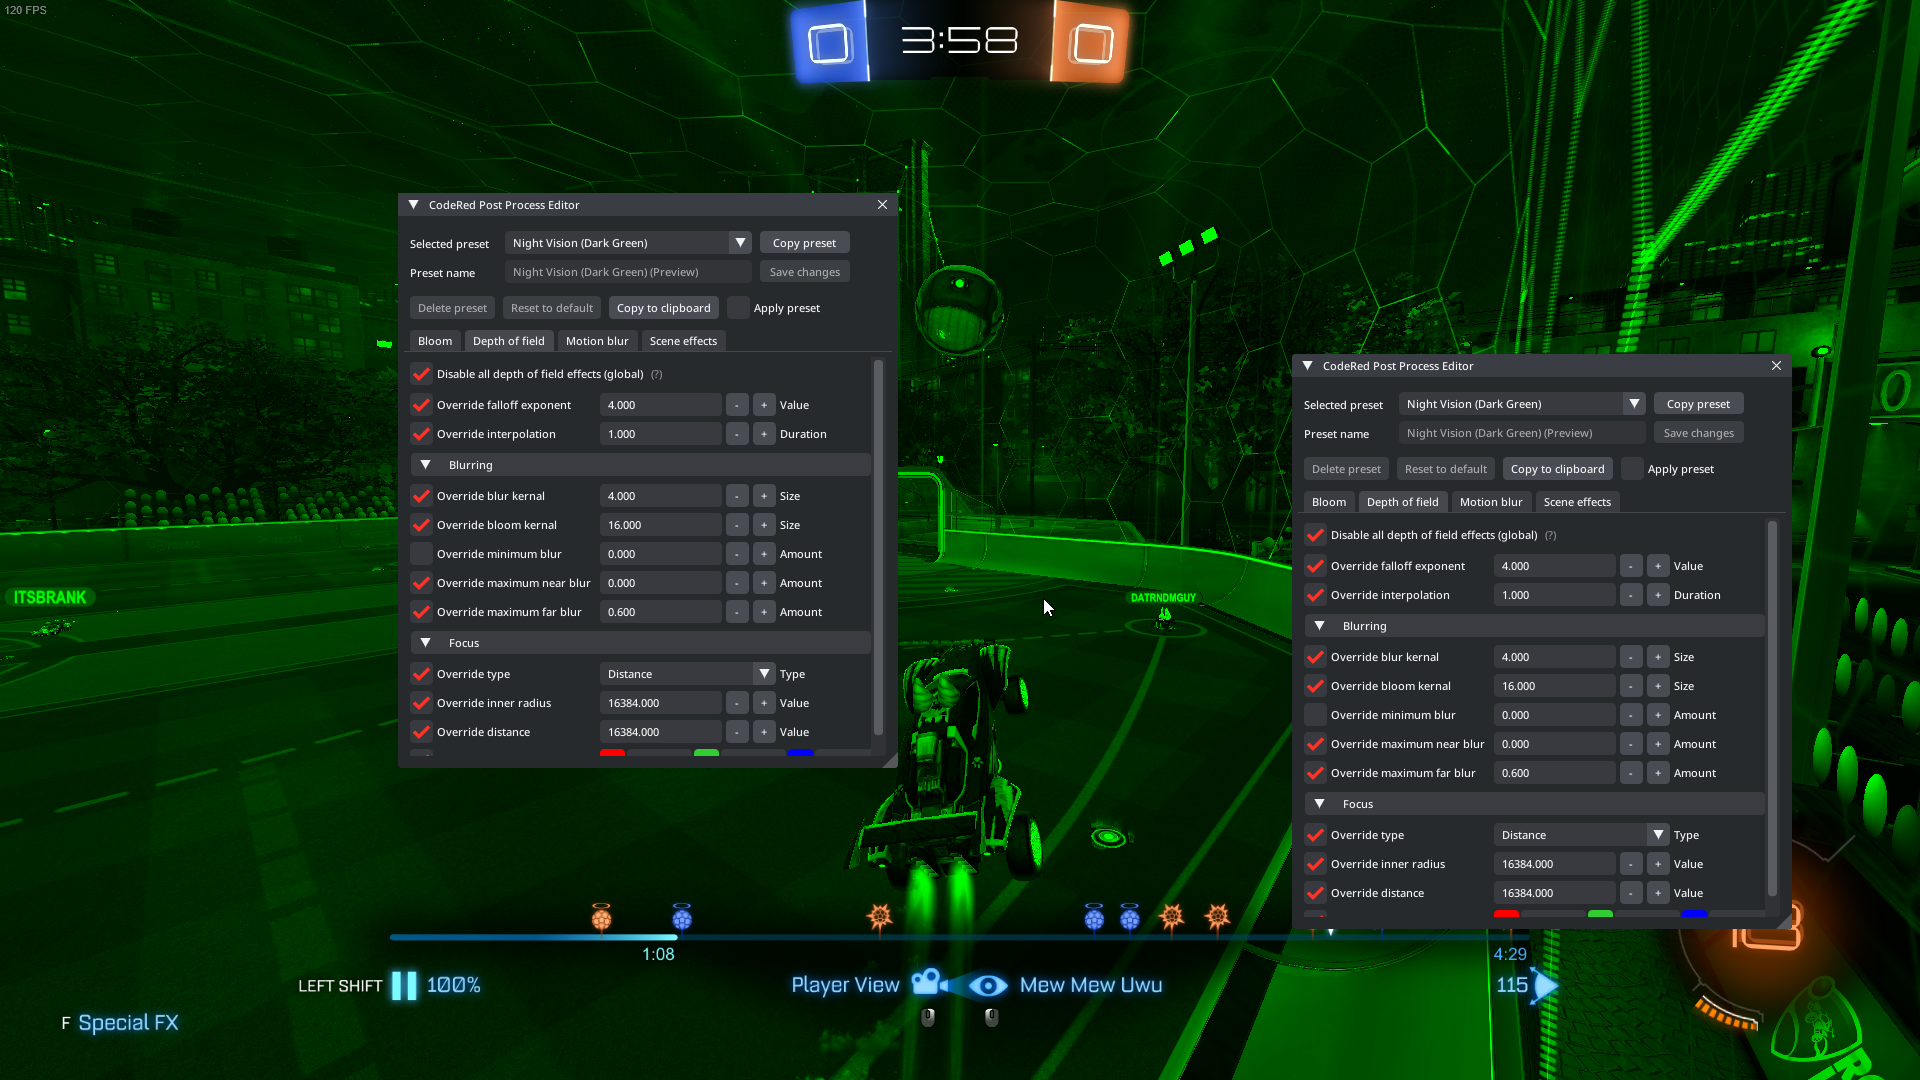 120 FPS
3:58
CodeRed Post Process Editor
Selected preset Night Vision (Dark Green) Copy preset
Preset name Night Vision (Dark Green) (Preview) Save changes
Delete preset Reset to default Copy to clipboard Apply preset
Bloom Depth of field Motion blur Scene effects
Disable all depth of field effects (global) (?)
Override falloff exponent 4.000 - + Value
Override interpolation 1.000 - + Duration
Blurring
Override blur kernal 4.000 - + Size
Override bloom kernal 16.000 - + Size
Override minimum blur 0.000 - + Amount
Override maximum near blur 0.000 - + Amount
Override maximum far blur 0.600 - + Amount
Focus
Override type Distance Type
Override inner radius 16384.000 - + Value
Override distance 16384.000 - + Value
CodeRed Post Process Editor
Selected preset Night Vision (Dark Green) Copy preset
Preset name Night Vision (Dark Green) (Preview) Save changes
Delete preset Reset to default Copy to clipboard Apply preset
Bloom Depth of field Motion blur Scene effects
Disable all depth of field effects (global) (?)
Override falloff exponent 4.000 - + Value
Override interpolation 1.000 - + Duration
Blurring
Override blur kernal 4.000 - + Size
Override bloom kernal 16.000 - + Size
Override minimum blur 0.000 - + Amount
Override maximum near blur 0.000 - + Amount
Override maximum far blur 0.600 - + Amount
Focus
Override type Distance Type
Override inner radius 16384.000 - + Value
Override distance 16384.000 - + Value
ITSBRANK
DATRNDMGUY
1:08
4:29
LEFT SHIFT 100%
Player View Mew Mew Uwu
115
F Special FX